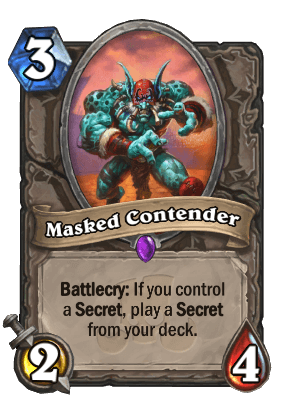 3
Masked Contender
Battlecry: If you control
a Secret, play a Secret
from your deck.
2
4